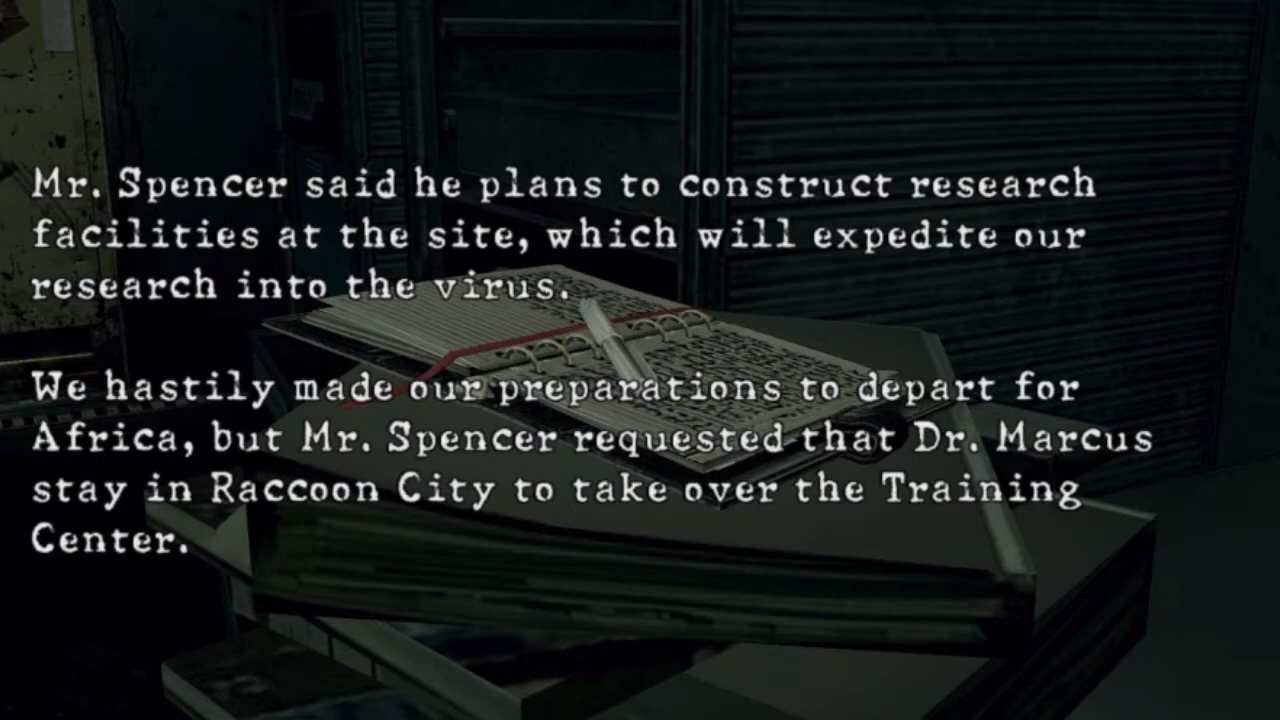 Mr. Spencer said he plans to construct research
facilities at the site, which will expedite our
research into the virus.
We hastily made our preparations to depart for
Africa, but Mr. Spencer requested that Dr. Marcus
stay in Raccoon City to take over the Training
Center.